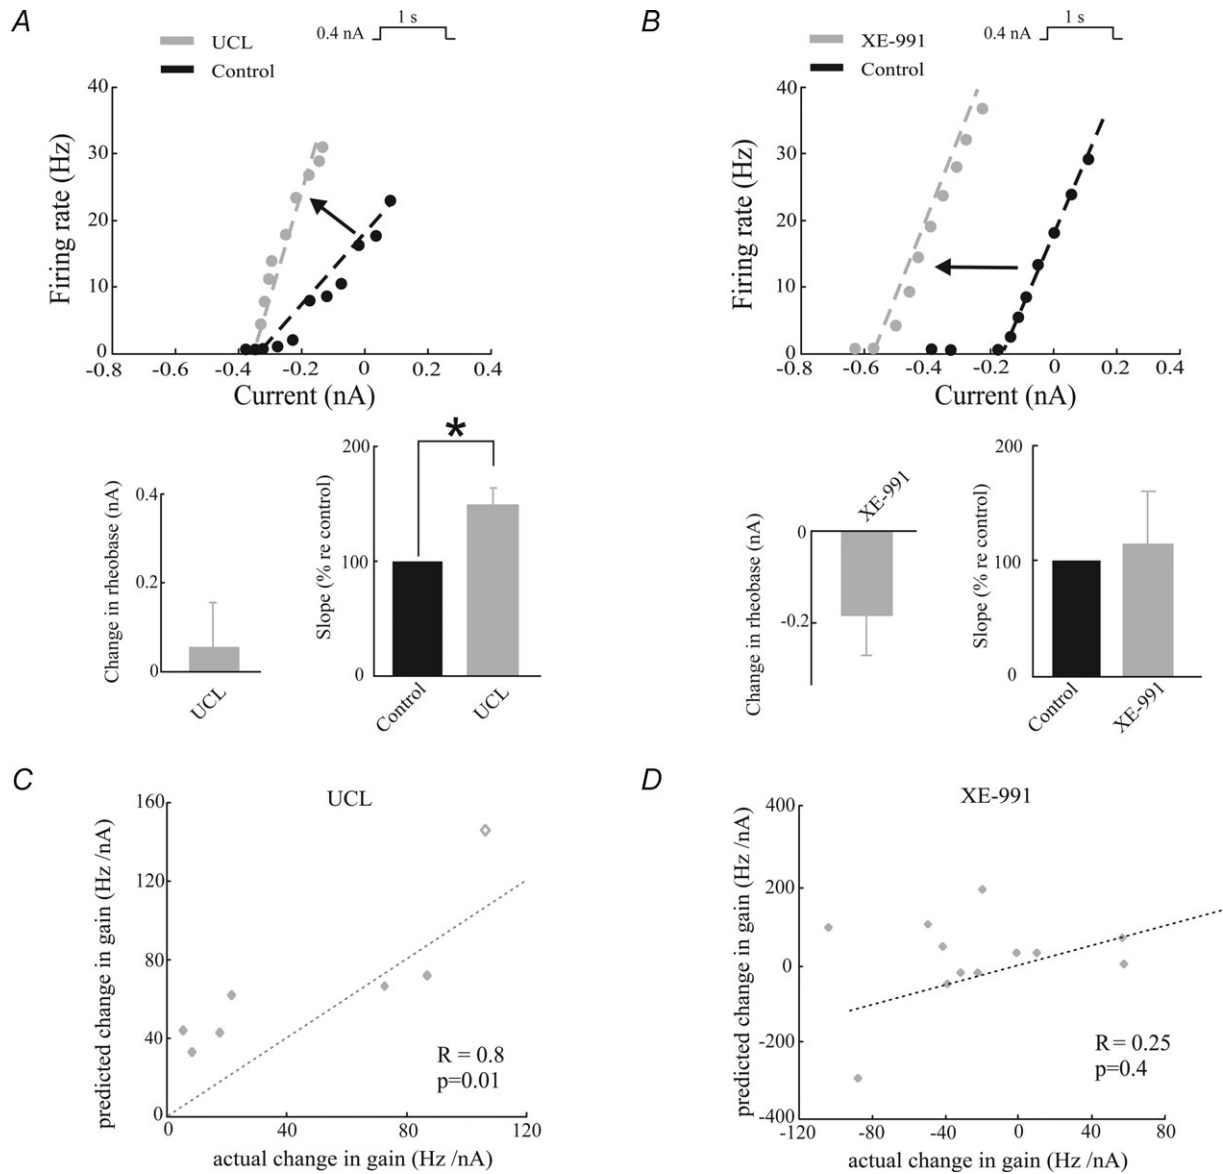 A
1 s
0.4 nA
UCL
Control
Firing rate (Hz)
40
30
20
10
0
-0.8
-0.6
-0.4
-0.2
0
0.2
0.4
Current (nA)
Change in rheobase (nA)
0.4
0.2
0
UCL
*
Slope (% re control)
200
100
0
Control
UCL
B
1 s
0.4 nA
XE-991
Control
Firing rate (Hz)
40
30
20
10
0
-0.8
-0.6
-0.4
-0.2
0
0.2
0.4
Current (nA)
Change in rheobase (nA)
XE-991
0
-0.2
Slope (% re control)
200
100
0
Control
XE-991
C
UCL
predicted change in gain (Hz /nA)
160
120
80
40
0
R = 0.8
p=0.01
0
40
80
120
actual change in gain (Hz /nA)
D
XE-991
predicted change in gain (Hz /nA)
400
200
0
-300
-400
R = 0.25
p=0.4
-120
-80
-40
0
40
80
actual change in gain (Hz /nA)